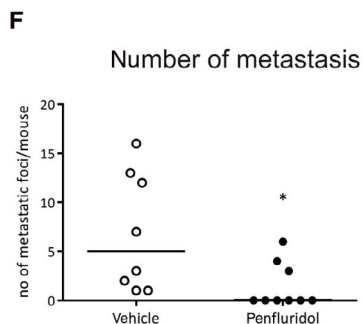 F
Number of metastasis
no of metastatic foci/mouse
20
15
10
5
0
*
Vehicle
Penfluridol